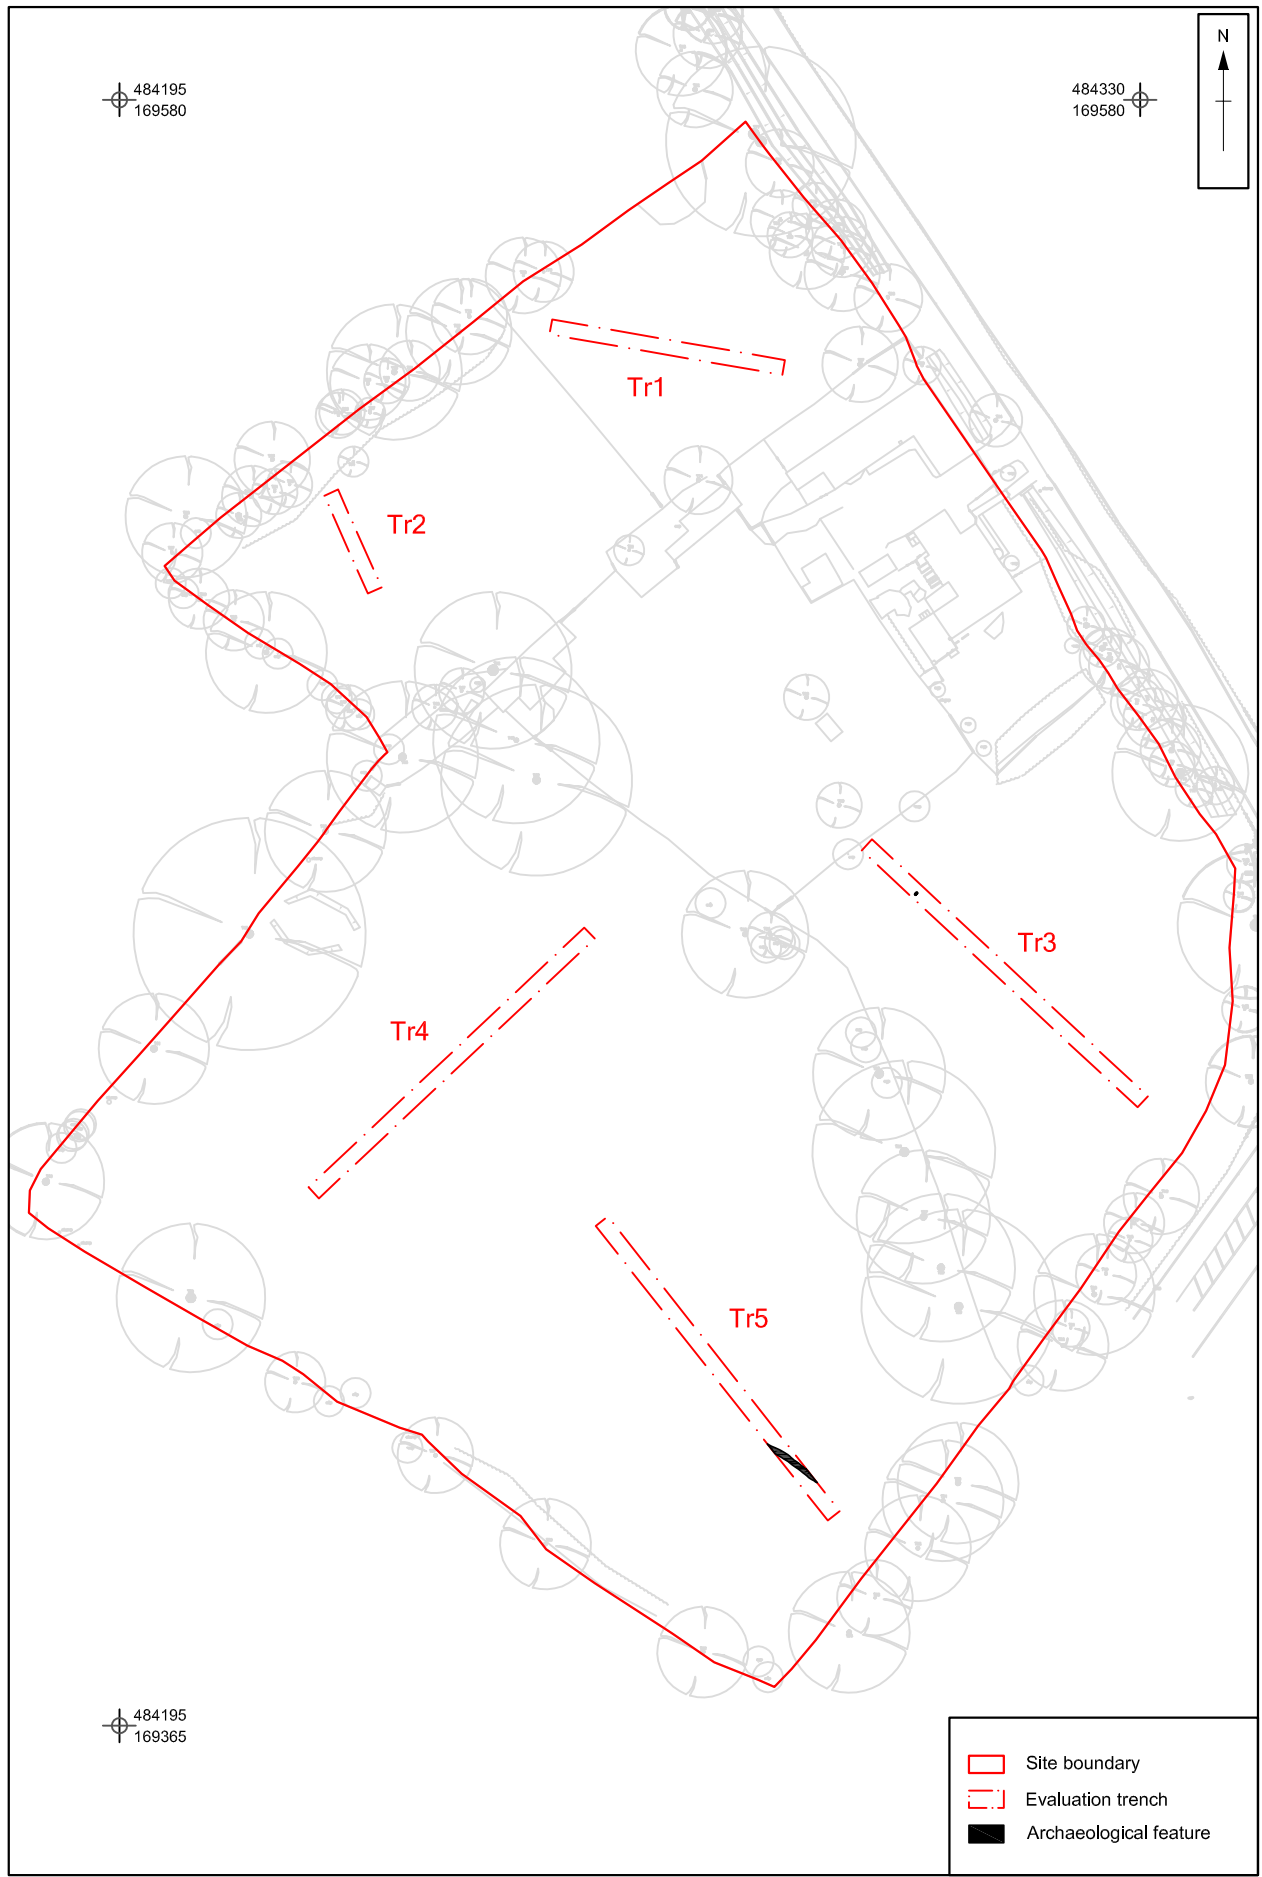 N
484195
169580
484330
169580
Tr1
Tr2
Tr3
Tr4
Tr5
484195
169365
Site boundary
Evaluation trench
Archaeological feature